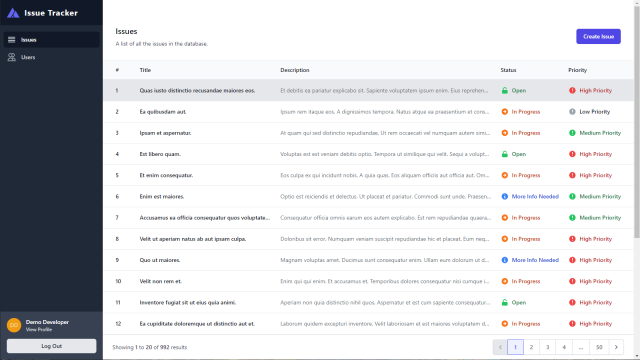 Issue Tracker
Issues
Users
Issues
A list of all the issues in the database.
Create Issue
# Title Description Status Priority
1 Quas iusto distinctio recusandae maiores eos. Et debitis ea pariatur explicabo sit. Sapiente voluptatem ipsum enim. Eius reprehen... Open High Priority
2 Ea quibusdam aut. Ipsum rem itaque eos. A dignissimos tempora. Natus atque ea praesentium et cons... In Progress Low Priority
3 Ipsam et aspernatur. At quam qui sed distinctio repudiandae. Ut rem occaecati vel numquam autem simi... In Progress Medium Priority
4 Est libero quam. Voluptas est est veniam debitis optio. Tempora ut similique qui velit. Sequi a volupt... Open High Priority
5 Et enim consequatur. Eos culpa ex qui incidunt nobis. A quia quas. Eos aliquam officiis aut officia aut. Om... In Progress High Priority
6 Enim est maiores. Optio est reiciendis et delectus. Ut placeat et pariatur. Commodi sunt unde. Praesen... More Info Needed Medium Priority
7 Accusamus ea officia consequatur quos voluptate... Consequatur officia omnis earum eos autem explicabo. Est rem repudiandae quaera... In Progress Medium Priority
8 Velit ut aperiam natus ab aut ipsam culpa. Doloribus sit error. Numquam veniam suscipit repudiandae hic et placeat. Eum neq... In Progress High Priority
9 Quo ut maiores. Magnam voluptas amet. Ducimus sunt consequatur enim. Ullam eum dolorum ut d... More Info Needed High Priority
10 Velit non rem et. Enim qui qui enim. Et accusamus et. Temporibus dolores consequatur nisi cumque i... In Progress High Priority
11 Inventore fugiat sit ut eius quia animi. Aperiam non quia distinctio nihil quos. Aspernatur et est cum sapiente consequatur... Open High Priority
12 Ea cupiditate doloremque ut distinctio aut et. Laborum quidem excepturi inventore. Velit laboriosam et est maiores voluptatem d... In Progress High Priority
DD Demo Developer
View Profile
Log Out
Showing 1 to 20 of 992 results
1 2 3 4 ... 50